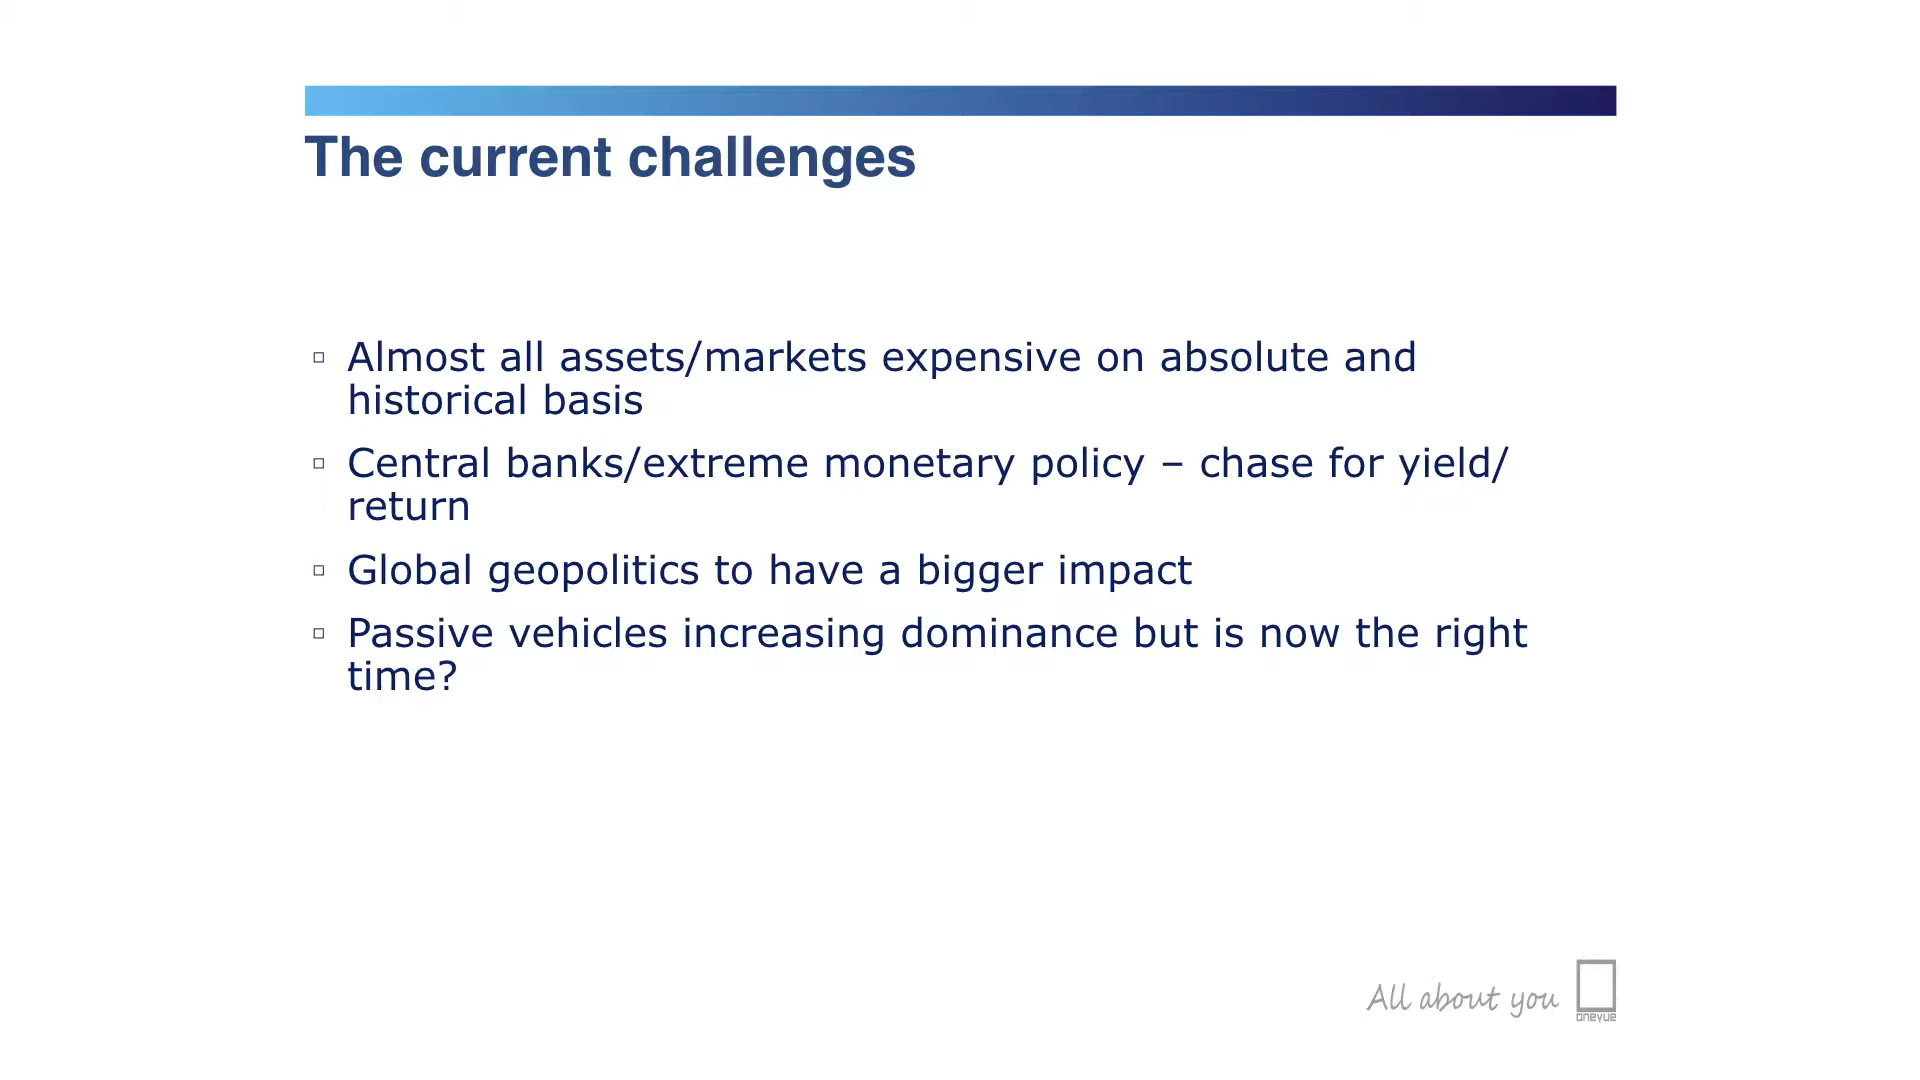 The current challenges
▫ Almost all assets/markets expensive on absolute and
historical basis
▫ Central banks/extreme monetary policy – chase for yield/
return
▫ Global geopolitics to have a bigger impact
▫ Passive vehicles increasing dominance but is now the right
time?
All about you
onevue